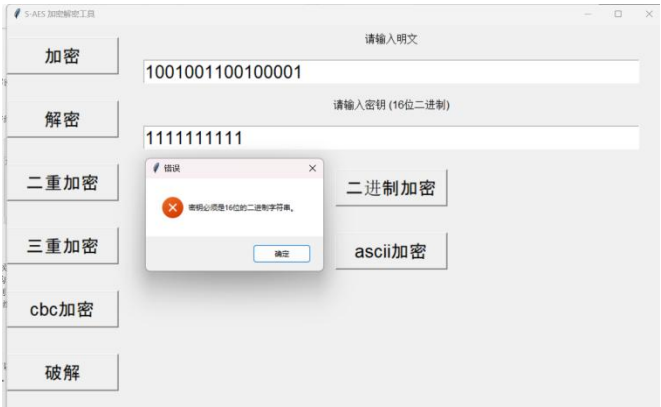 S-AES 加密解密工具
加密
请输入明文
1001001100100001
解密
请输入密钥 (16位二进制)
1111111111
错误
密钥必须是16位的二进制字符串。
确定
二重加密
二进制加密
三重加密
ascii加密
cbc加密
破解